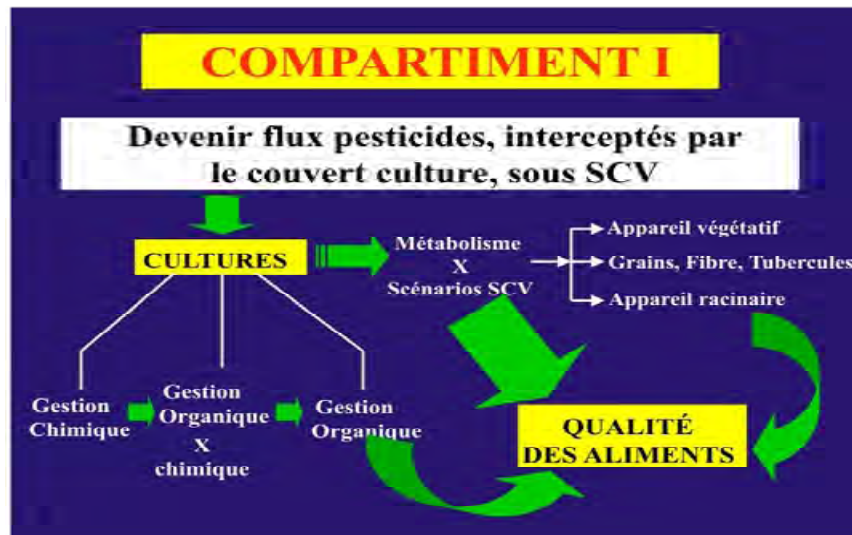 COMPARTIMENT I
Devenir flux pesticides, interceptés par
le couvert culture, sous SCV
CULTURES
Métabolisme
X
Scénarios SCV
Appareil végétatif
Grains, Fibre, Tubercules
Appareil racinaire
Gestion
Chimique
Gestion
Organique
X
chimique
Gestion
Organique
QUALITÉ
DES ALIMENTS